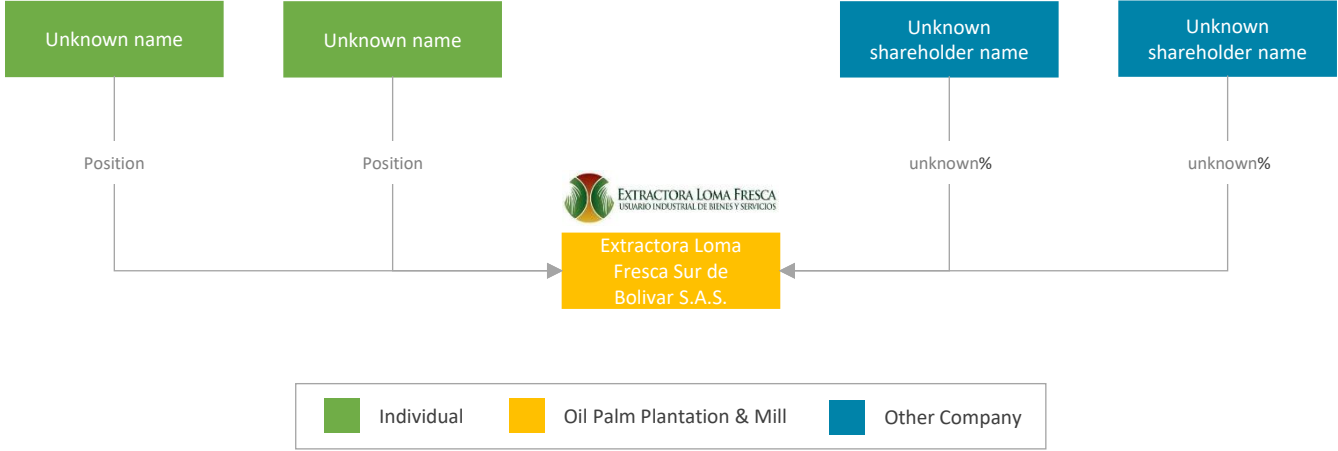 Unknown name
Unknown name
Unknown
shareholder name
Unknown
shareholder name
Position
Position
unknown%
unknown%
EXTRACTORA LOMA FRESCA
USUARIO INDUSTRIAL DE BIENES Y SERVICIOS
Extractora Loma
Fresca Sur de
Bolivar S.A.S.
Individual
Oil Palm Plantation & Mill
Other Company